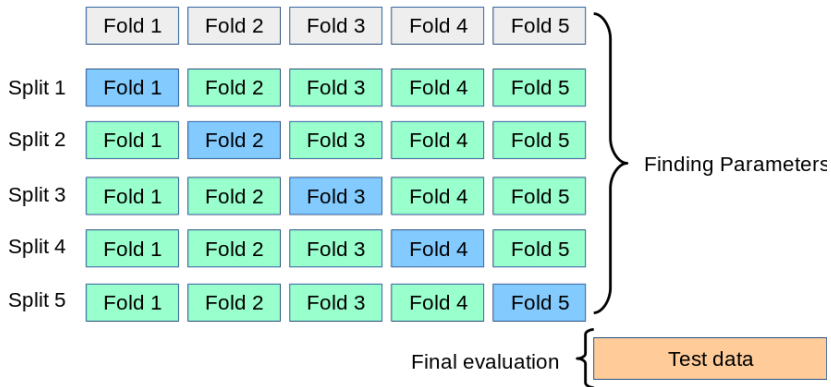 Fold 1 Fold 2 Fold 3 Fold 4 Fold 5
Split 1 Fold 1 Fold 2 Fold 3 Fold 4 Fold 5
Split 2 Fold 1 Fold 2 Fold 3 Fold 4 Fold 5
Finding Parameters
Split 3 Fold 1 Fold 2 Fold 3 Fold 4 Fold 5
Split 4 Fold 1 Fold 2 Fold 3 Fold 4 Fold 5
Split 5 Fold 1 Fold 2 Fold 3 Fold 4 Fold 5
Final evaluation Test data